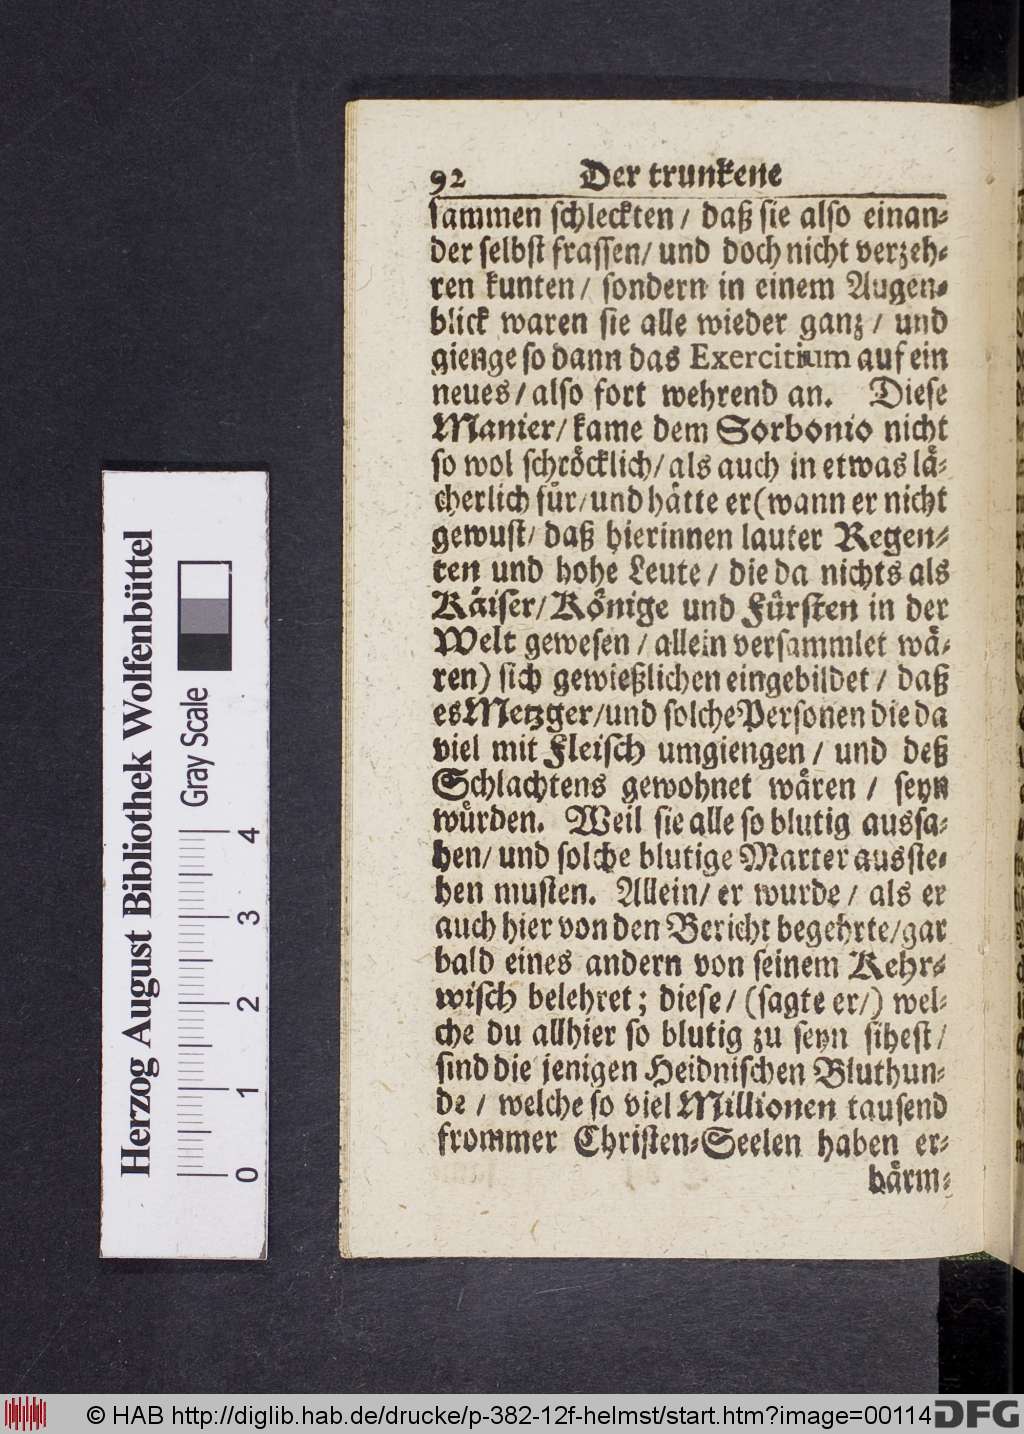 92 Der trunkene
sammen schleckten / daß sie also einan-
der selbst frassen / und doch nicht verzeh-
ren kunten / sondern in einem Augen-
blick waren sie alle wieder ganz / und
gienge so dann das Exercitium auf ein
neues / also fort wehrend an. Diese
Manier / kame dem Sorbonio nicht
so wol schröcklich / als auch in etwas lä-
cherlich für / und hätte er (wann er nicht
gewust / daß hierinnen lauter Regen-
ten und hohe Leute / die da nichts als
Käiser / Könige und Fürsten in der
Welt gewesen / allein versammlet wä-
ren) sich gewießlichen eingebildet / daß
es Metzger / und solche Personen die da
viel mit Fleisch umgiengen / und deß
Schlachtens gewohnet wären / seyn
würden. Weil sie alle so blutig aussa-
hen / und solche blutige Marter ausste-
hen musten. Allein / er wurde / als er
auch hier von den Bericht begehrte / gar
bald eines andern von seinem Kehr-
wisch belehret ; diese / (sagte er /) wel-
che du allhier so blutig zu seyn sihest /
sind die jenigen Heidnischen Bluthun-
de / welche so viel Millionen tausend
frommer Christen-Seelen haben er-
bärm-
Herzog August Bibliothek Wolfenbüttel
Gray Scale
0 1 2 3 4
© HAB http://diglib.hab.de/drucke/p-382-12f-helmst/start.htm?image=00114
DFG